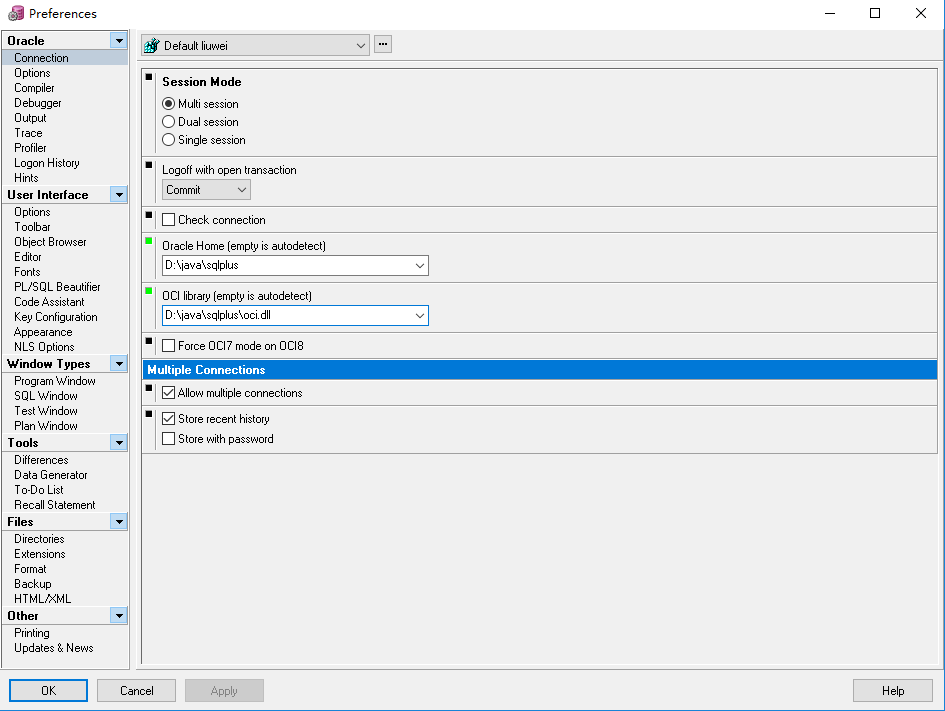 Preferences
Oracle
Connection
Options
Compiler
Debugger
Output
Trace
Profiler
Logon History
Hints
User Interface
Options
Toolbar
Object Browser
Editor
Fonts
PL/SQL Beautifier
Code Assistant
Key Configuration
Appearance
NLS Options
Window Types
Program Window
SQL Window
Test Window
Plan Window
Tools
Differences
Data Generator
To-Do List
Recall Statement
Files
Directories
Extensions
Format
Backup
HTML/XML
Other
Printing
Updates & News
Default liuwei
...
Session Mode
Multi session
Dual session
Single session
Logoff with open transaction
Commit
Check connection
Oracle Home (empty is autodetect)
D:\java\sqlplus
OCI library (empty is autodetect)
D:\java\sqlplus\oci.dll
Force OCI7 mode on OCI8
Multiple Connections
Allow multiple connections
Store recent history
Store with password
OK
Cancel
Apply
Help